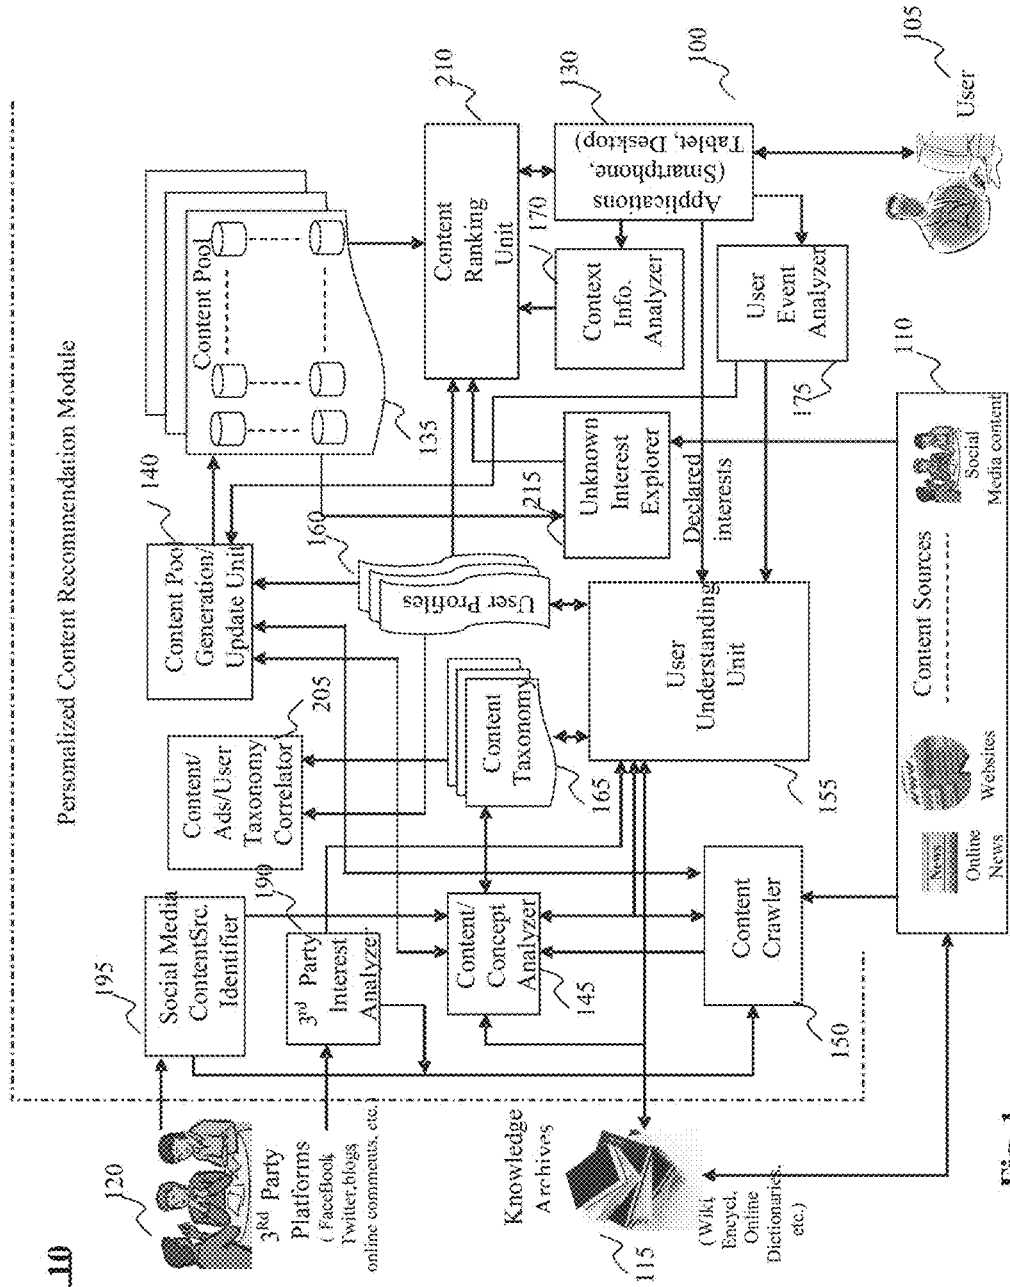 10
Personalized Content Recommendation Module
120
3rd Party
Platforms
( FaceBook,
Twitter,blogs
online comments, etc.)
195
Social Media
ContentSrc.
Identifier
190
3rd Party
Interest
Analyzer
Content/
Ads/User
Taxonomy
Correlator
205
140
Content Pool
Generation/
Update Unit
Content Pool
135
160
User Profiles
Content
Taxonomy
165
Content/
Concept
Analyzer
145
Knowledge
Archives
115
(Wiki,
Encycl,
Online
Dictionaries,
etc.)
Content
Crawler
150
User
Understanding
Unit
155
215
Unknown
Interest
Explorer
Declared
interests
Content
Ranking
Unit
210
170
Context
Info.
Analyzer
Applications
(Smartphone,
Tablet, Desktop)
130
User
Event
Analyzer
175
100
105
User
110
Content Sources
News
Online
News
Websites
Social
Media content
Fig. 1